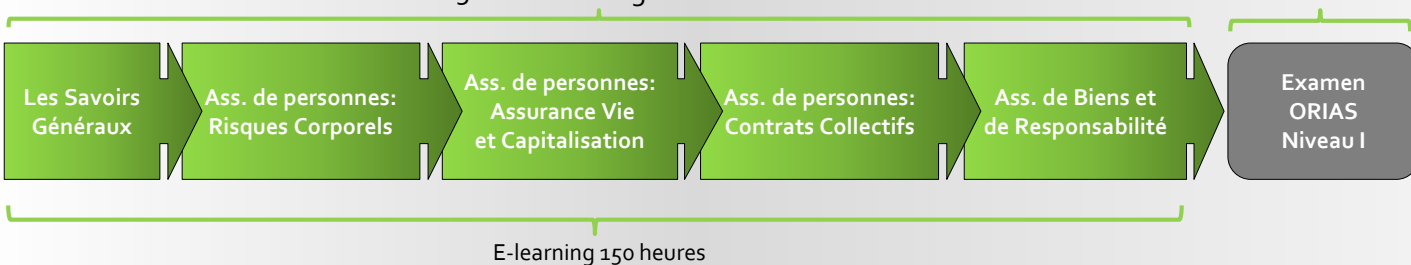 Les Savoirs
Généraux
Ass. de personnes:
Risques Corporels
Ass. de personnes:
Assurance Vie
et Capitalisation
Ass. de personnes:
Contrats Collectifs
Ass. de Biens et
de Responsabilité
Examen
ORIAS
Niveau I
E-learning 150 heures